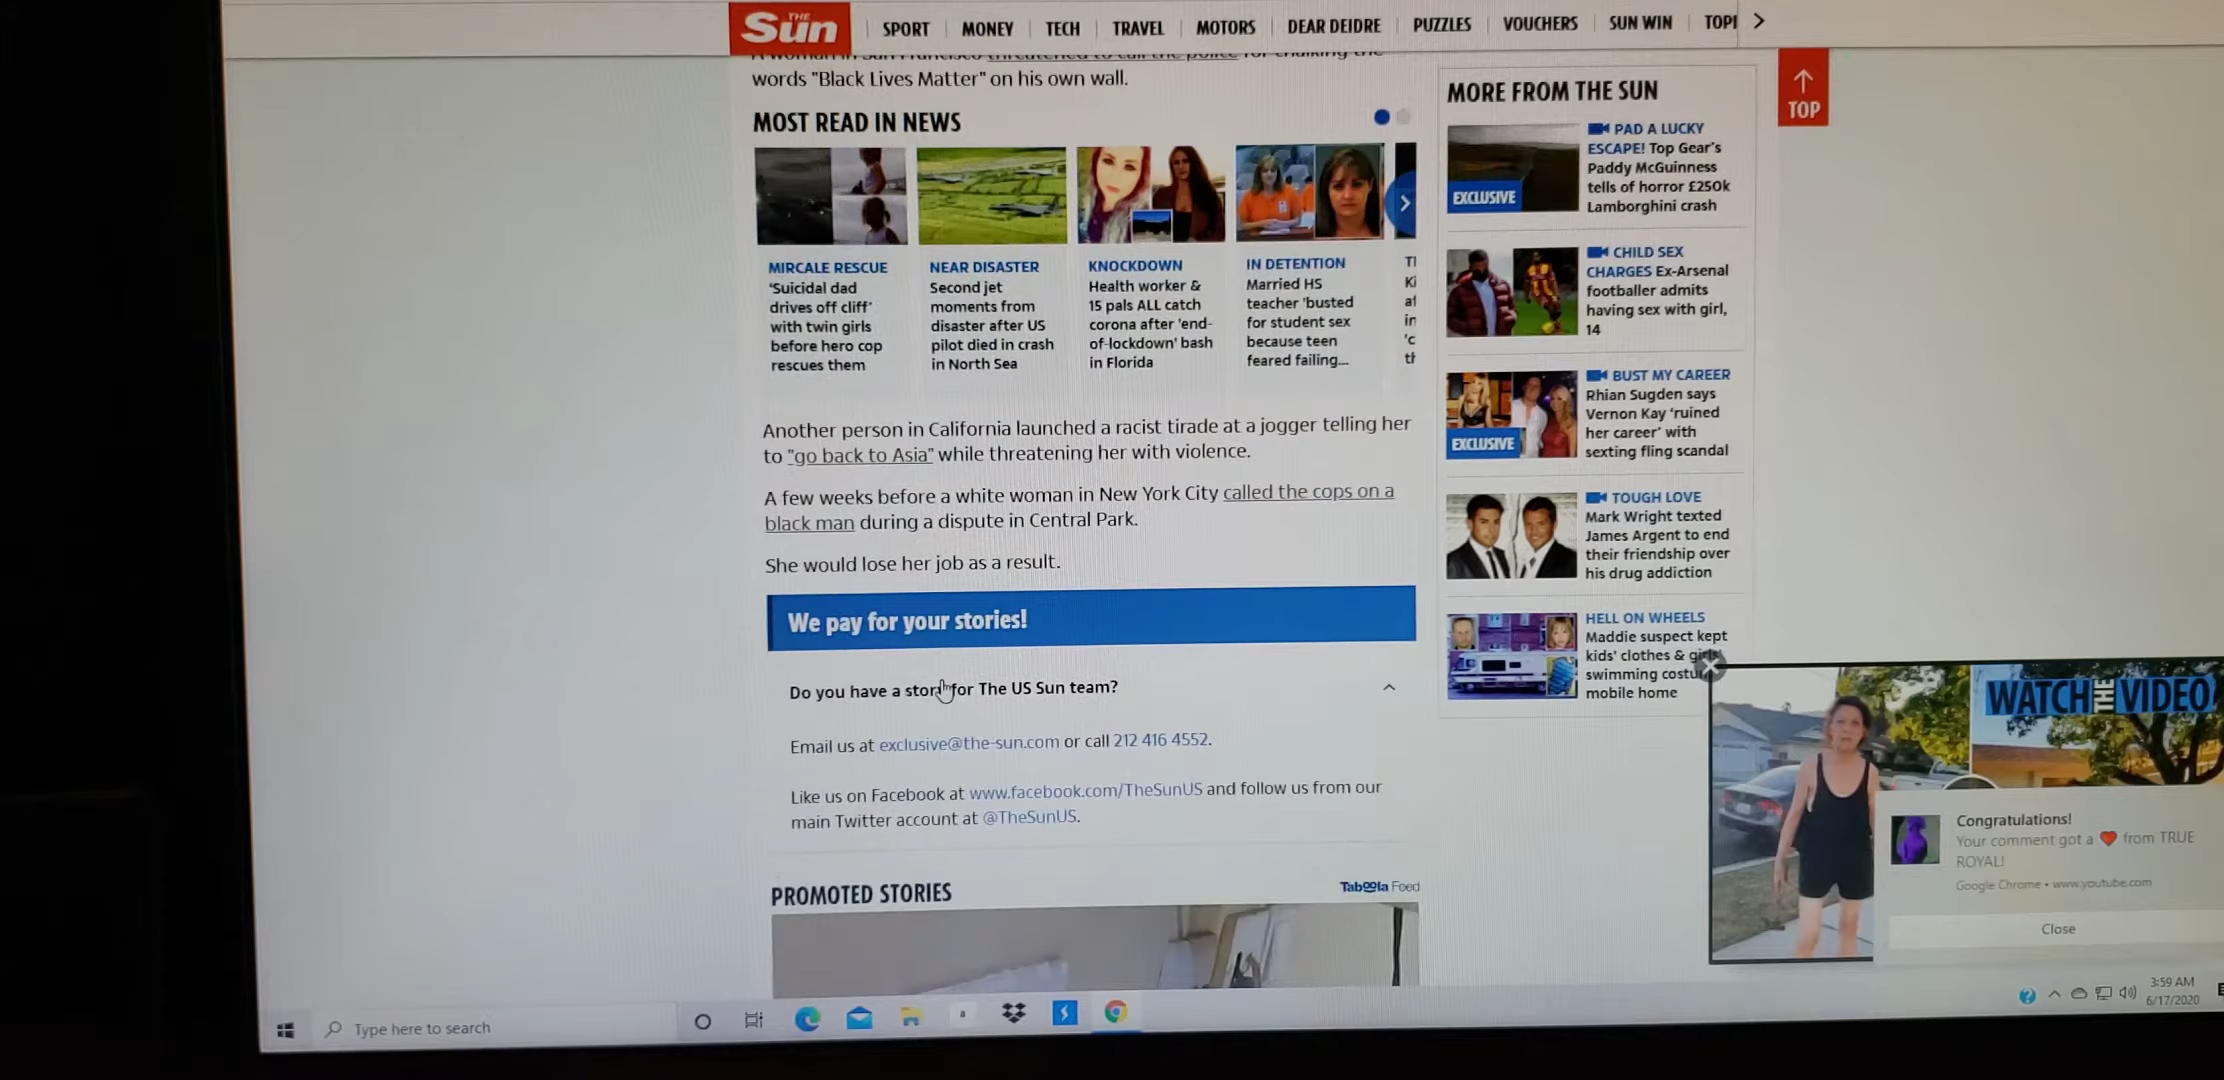 THE
Sun
SPORT
MONEY
TECH
TRAVEL
MOTORS
DEAR DEIDRE
PUZZLES
VOUCHERS
SUN WIN
TOPI
TOP
words "Black Lives Matter" on his own wall.
MOST READ IN NEWS
MIRCALE RESCUE
'Suicidal dad
drives off cliff'
with twin girls
before hero cop
rescues them
NEAR DISASTER
Second jet
moments from
disaster after US
pilot died in crash
in North Sea
KNOCKDOWN
Health worker &
15 pals ALL catch
corona after 'end-
of-lockdown' bash
in Florida
IN DETENTION
Married HS
teacher 'busted
for student sex
because teen
feared failing...
Another person in California launched a racist tirade at a jogger telling her
to "go back to Asia" while threatening her with violence.
A few weeks before a white woman in New York City called the cops on a
black man during a dispute in Central Park.
She would lose her job as a result.
We pay for your stories!
Do you have a for The US Sun team?
Email us at exclusive@the-sun.com or call 212 416 4552.
Like us on Facebook at www.facebook.com/TheSunUS and follow us from our
main Twitter account at @TheSunUS.
PROMOTED STORIES
Taboola Feed
MORE FROM THE SUN
EXCLUSIVE
PAD A LUCKY
ESCAPE! Top Gear's
Paddy McGuinness
tells of horror £250k
Lamborghini crash
CHILD SEX
CHARGES Ex-Arsenal
footballer admits
having sex with girl,
14
EXCLUSIVE
BUST MY CAREER
Rhian Sugden says
Vernon Kay 'ruined
her career' with
sexting fling scandal
TOUGH LOVE
Mark Wright texted
James Argent to end
their friendship over
his drug addiction
HELL ON WHEELS
Maddie suspect kept
kids' clothes & girls'
swimming costu
mobile home
WATCH THE VIDEO
Congratulations!
Your comment got a ❤ from TRUE
ROYAL!
Google Chrome • www.youtube.com
Close
Type here to search
3:59 AM
6/17/2020